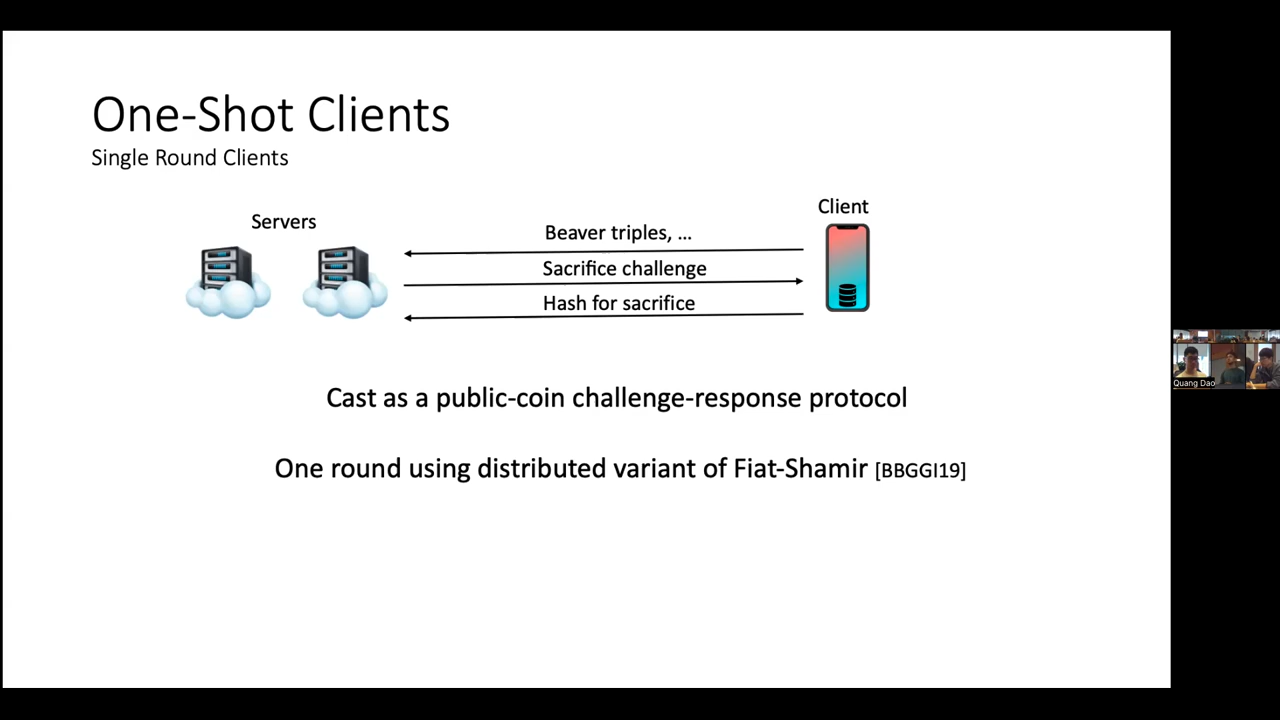 One-Shot Clients
Single Round Clients
Servers
Client
Beaver triples, ...
Sacrifice challenge
Hash for sacrifice
Cast as a public-coin challenge-response protocol
One round using distributed variant of Fiat-Shamir [BBGGI19]
Quang Dao